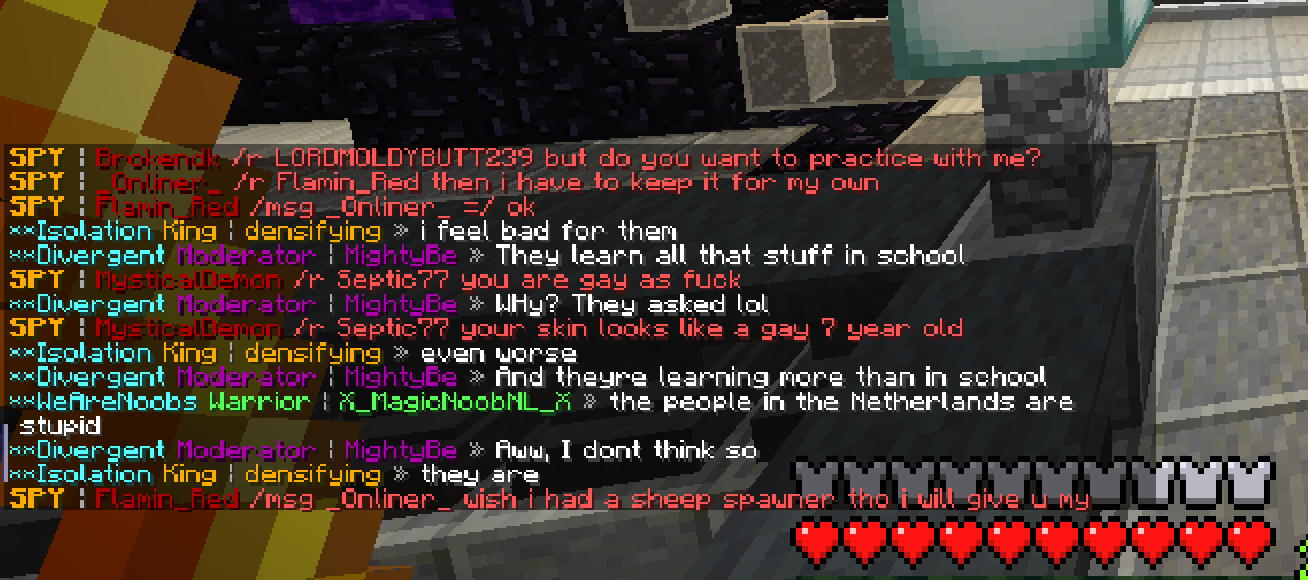 SPY | Brokendk /r LORDMOLDYBUTT239 but do you want to practice with me?
SPY | _Onliner_ /r Flamin_Red then i have to keep it for my own
SPY | Flamin_Red /msg _Onliner_ =/ ok
**Isolation King | densifying » i feel bad for them
**Divergent Moderator | MightyBe » They learn all that stuff in school
SPY | MysticalDemon /r Septic77 you are gay as fuck
**Divergent Moderator | MightyBe » WHy? They asked lol
SPY | MysticalDemon /r Septic77 your skin looks like a gay 7 year old
**Isolation King | densifying » even worse
**Divergent Moderator | MightyBe » And theyre learning more than in school
**WeAreNoobs Warrior | X_MagicNoobNL_X » the people in the Netherlands are
stupid
**Divergent Moderator | MightyBe » Aww, I dont think so
**Isolation King | densifying » they are
SPY | Flamin_Red /msg _Onliner_ wish i had a sheep spawner tho i will give u my